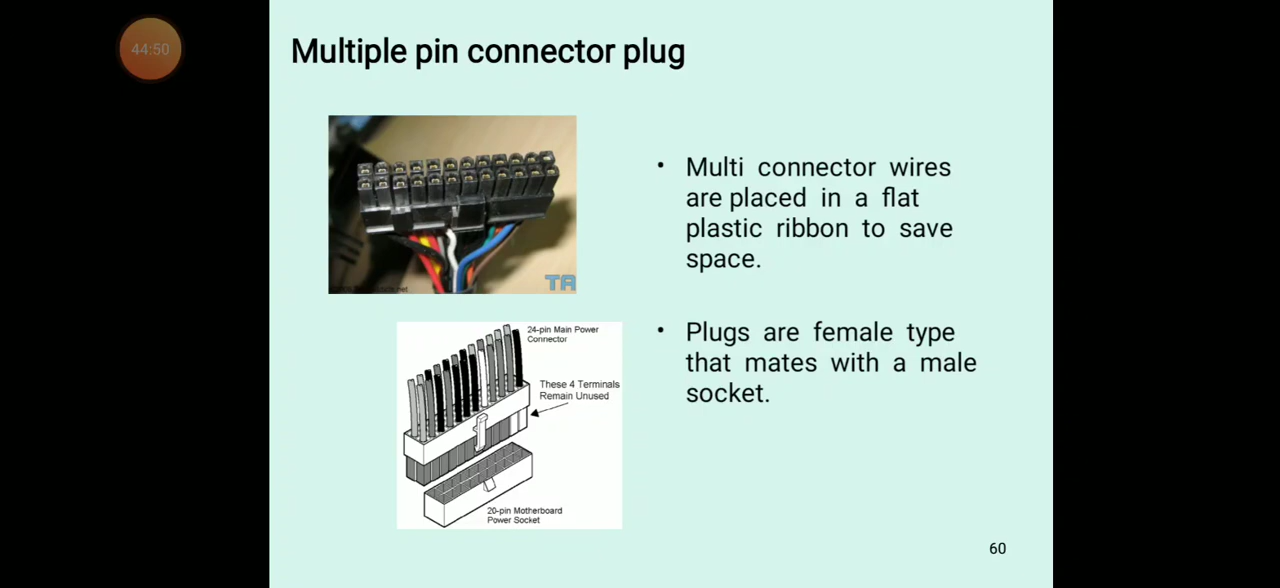 44:50
Multiple pin connector plug
• Multi connector wires
are placed in a flat
plastic ribbon to save
space.
TA
24-pin Main Power
Connector
These 4 Terminals
Remain Unused
20-pin Motherboard
Power Socket
• Plugs are female type
that mates with a male
socket.
60